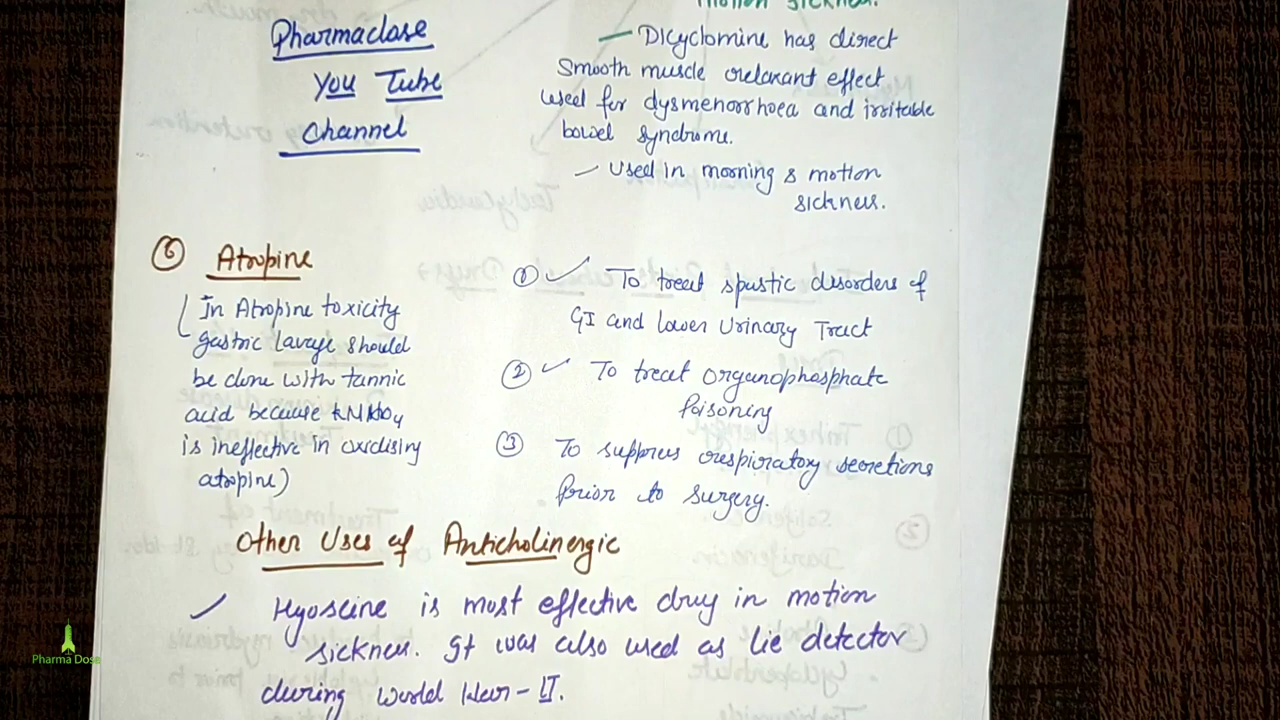 motion sickness.
Pharmadose
You Tube
Channel
— Dicyclomine has direct
Smooth muscle relaxant effect
Used for dysmenorrhoea and irritable
bowel syndrome.
– Used in morning & motion
sickness.
⑥ Atropine
(In Atropine toxicity
gastric lavage should
be done with tannic
acid because KMnO4
is ineffective in oxidising
atropine)
① ✓ To treat spastic disorders of
GI and Lower Urinary Tract
② ✓ To treat Organophosphate
Poisoning
③ To suppress respiratory secretions
Prior to surgery.
Other Uses of Anticholinergic
✓ Hyoscine is most effective drug in motion
sickness. It was also used as lie detector
during World War-II.
Pharma Dose